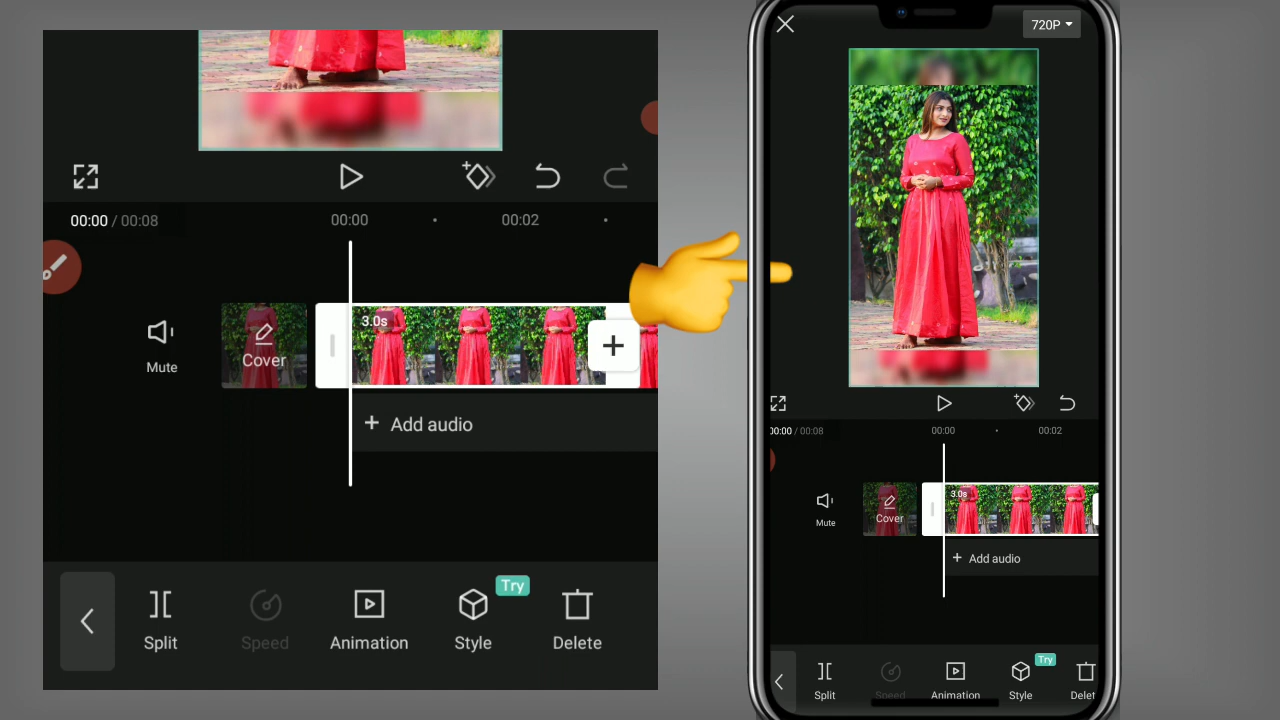 00:00 / 00:08
00:00
00:02
3.0s
Mute
Cover
Add audio
Try
Split
Speed
Animation
Style
Delete
720P
00:00 / 00:08
00:00
00:02
3.0s
Mute
Cover
Add audio
Try
Split
Speed
Animation
Style
Delet